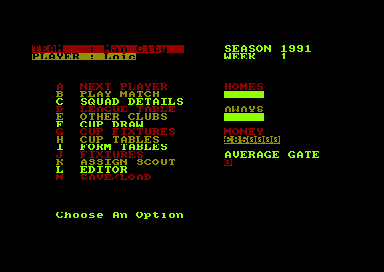 TEAM : Man City
PLAYER : Loic
SEASON 1991
WEEK 1
A NEXT PLAYER
B PLAY MATCH
C SQUAD DETAILS
D LEAGUE TABLE
E OTHER CLUBS
F CUP DRAW
G CUP FIXTURES
H CUP TABLES
I FORM TABLES
J FIXTURES
K ASSIGN SCOUT
L EDITOR
M SAVE/LOAD
HOMES
AWAYS
MONEY
£850000
AVERAGE GATE
0
Choose An Option